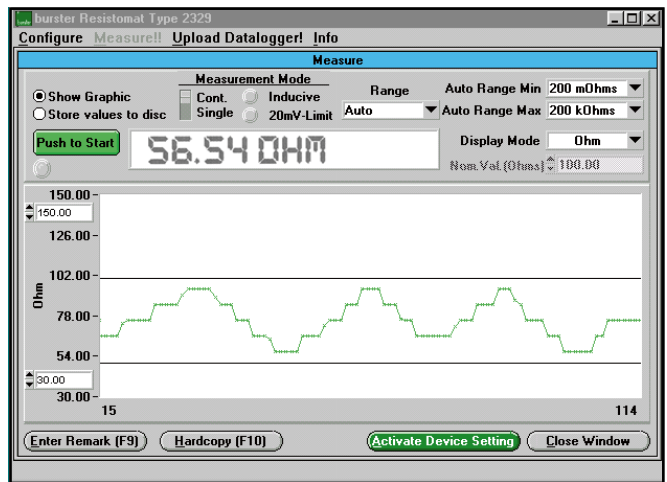 burster Resistomat Type 2329
Configure Measure!! Upload Datalogger! Info
Measure
Measurement Mode
Show Graphic
Store values to disc
Cont.
Single
Inducive
20mV-Limit
Range
Auto
Auto Range Min 200 mOhms
Auto Range Max 200 kOhms
Push to Start
56.54 OHM
Display Mode Ohm
Nom.Val.(Ohms) 100.00
150.00
150.00
126.00
102.00
Ohm
78.00
54.00
30.00
30.00
15 114
Enter Remark (F9) Hardcopy (F10) Activate Device Setting Close Window